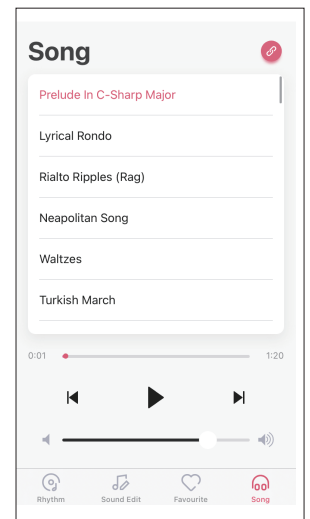 Song
Prelude In C-Sharp Major
Lyrical Rondo
Rialto Ripples (Rag)
Neapolitan Song
Waltzes
Turkish March
0:01 1:20
Rhythm Sound Edit Favourite Song